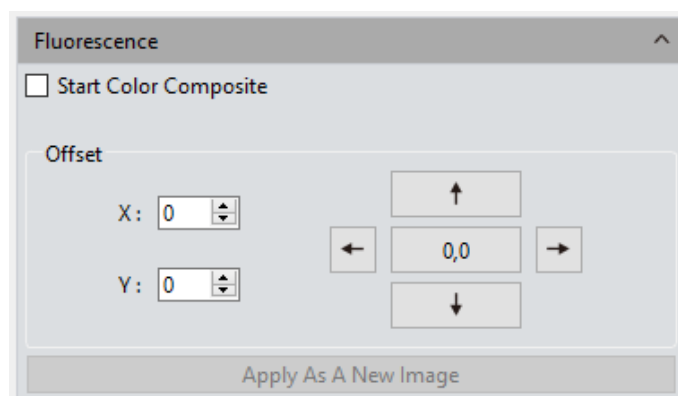 Fluorescence
Start Color Composite
Offset
X: 0
0,0
Y: 0
Apply As A New Image